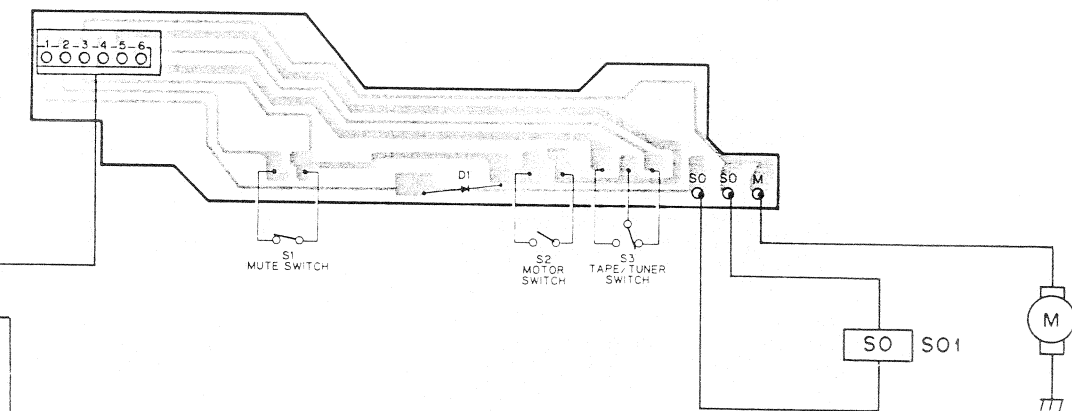 -1-2-3-4-5-6
D1
SO SO M
S1
MUTE SWITCH
S2
MOTOR
SWITCH
S3
TAPE/TUNER
SWITCH
M
SO SO1